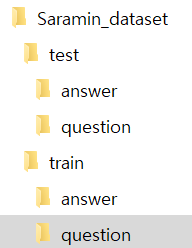 Saramin_dataset
test
answer
question
train
answer
question